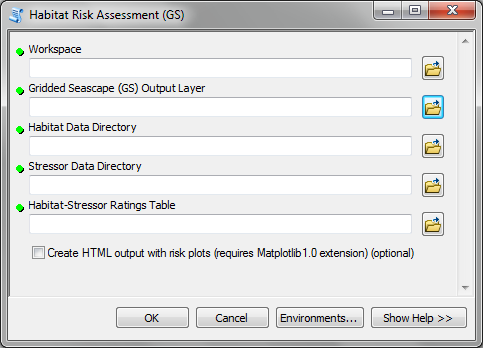 Habitat Risk Assessment (GS)
Workspace
Gridded Seascape (GS) Output Layer
Habitat Data Directory
Stressor Data Directory
Habitat-Stressor Ratings Table
Create HTML output with risk plots (requires Matplotlib1.0 extension) (optional)
OK Cancel Environments... Show Help >>